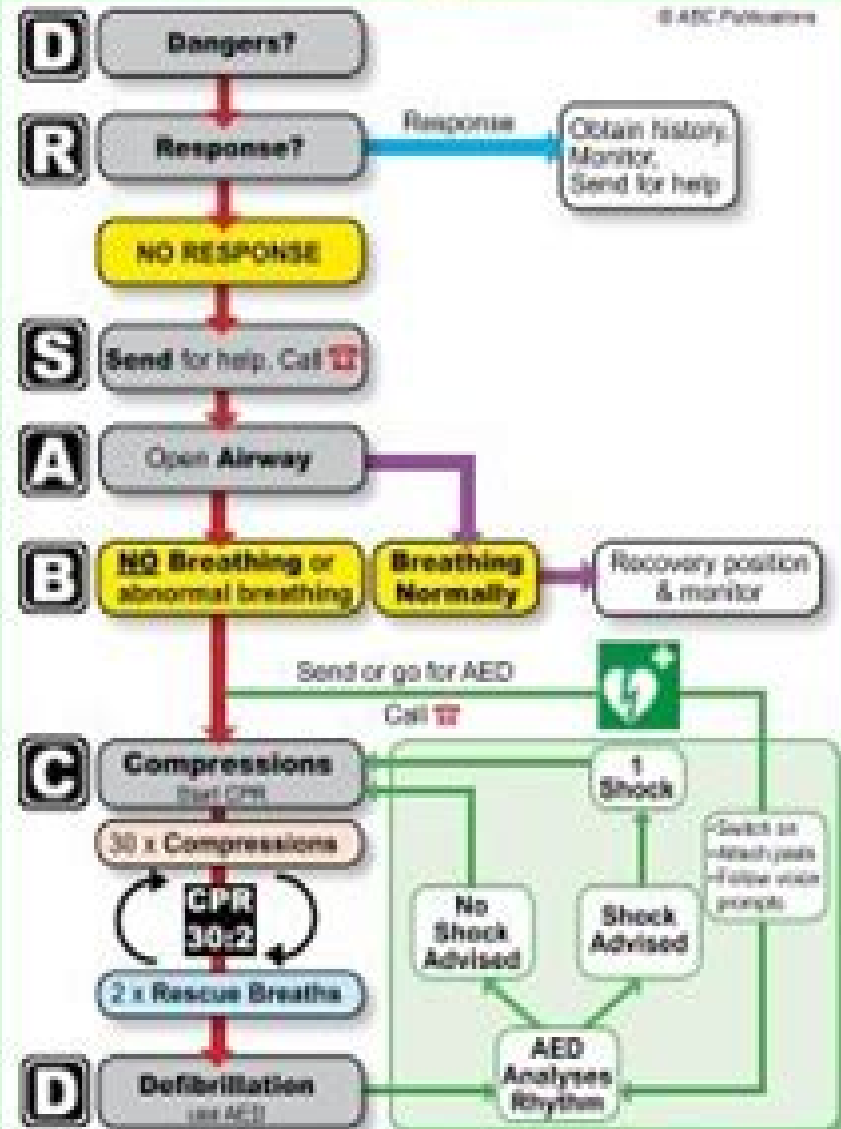 © ABC Publications
D
Dangers?
R
Response?
Response
Obtain history,
Monitor,
Send for help
NO RESPONSE
S
Send for help. Call ☎
A
Open Airway
B
NO Breathing or
abnormal breathing
Breathing
Normally
Recovery position
& monitor
Send or go for AED
Call ☎
C
Compressions
Start CPR
1
Shock
30 x Compressions
•Switch on
•Attach pads
•Follow voice
prompts
CPR
30:2
No
Shock
Advised
Shock
Advised
2 x Rescue Breaths
AED
Analyses
Rhythm
D
Defibrillation
use AED